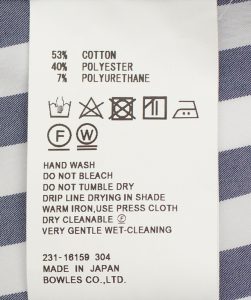 53% COTTON
40% POLYESTER
7% POLYURETHANE
F W
HAND WASH
DO NOT BLEACH
DO NOT TUMBLE DRY
DRIP LINE DRYING IN SHADE
WARM IRON,USE PRESS CLOTH
DRY CLEANABLE Ⓕ
VERY GENTLE WET-CLEANING
231-16159 304
MADE IN JAPAN
BOWLES CO.,LTD.